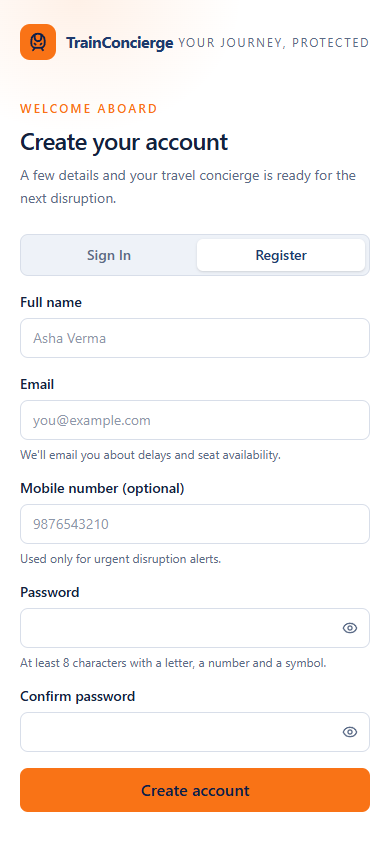 TrainConcierge YOUR JOURNEY, PROTECTED
WELCOME ABOARD
Create your account
A few details and your travel concierge is ready for the
next disruption.
Sign In Register
Full name
Asha Verma
Email
you@example.com
We'll email you about delays and seat availability.
Mobile number (optional)
9876543210
Used only for urgent disruption alerts.
Password
At least 8 characters with a letter, a number and a symbol.
Confirm password
Create account